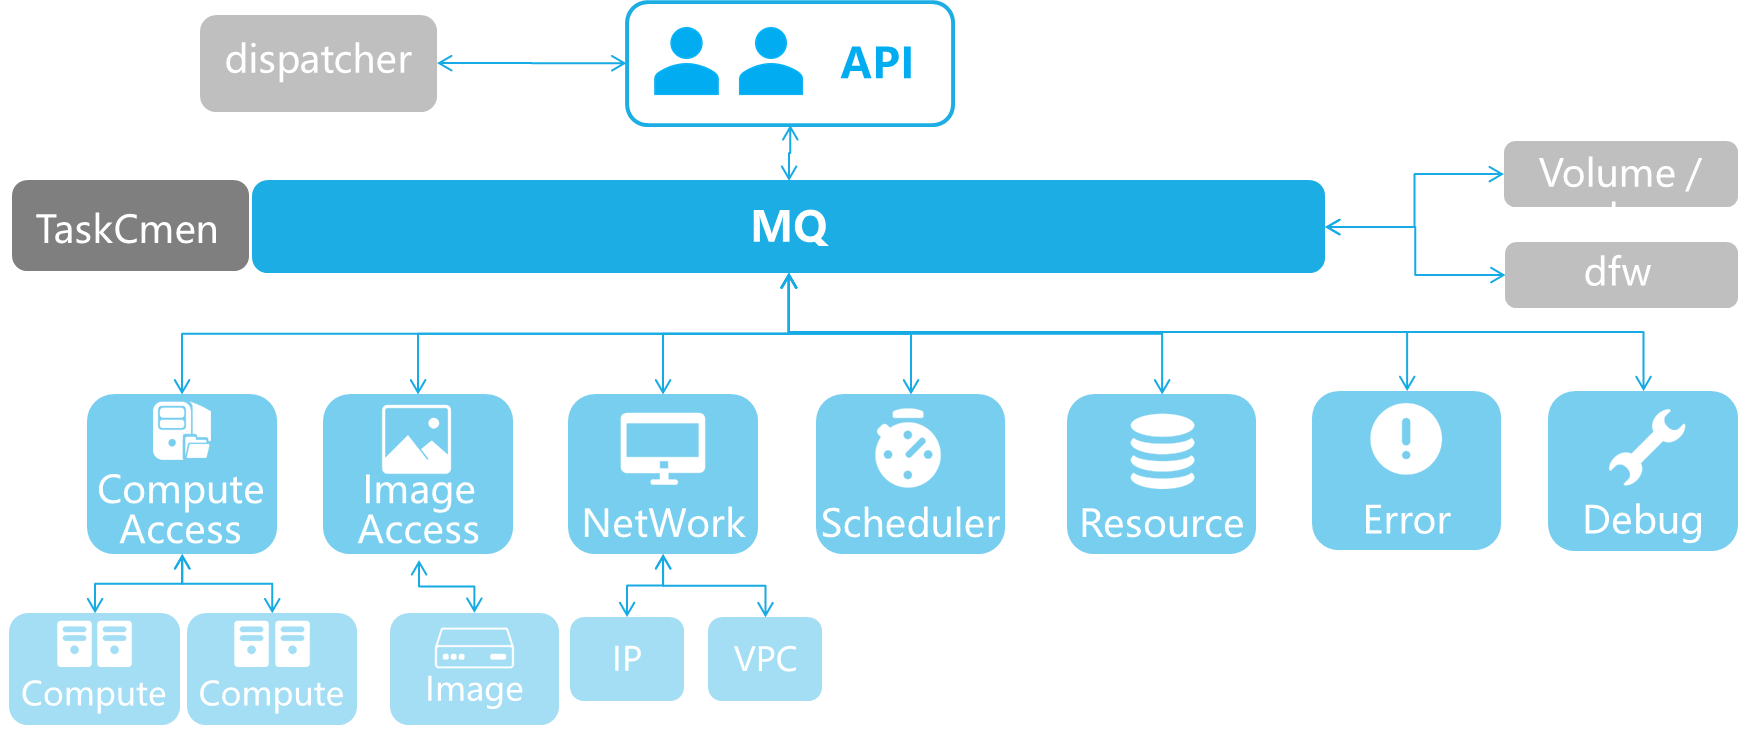 dispatcher
API
Volume /
TaskCmen
MQ
dfw
Compute
Access
Image
Access
NetWork
Scheduler
Resource
Error
Debug
Compute
Compute
Image
IP
VPC